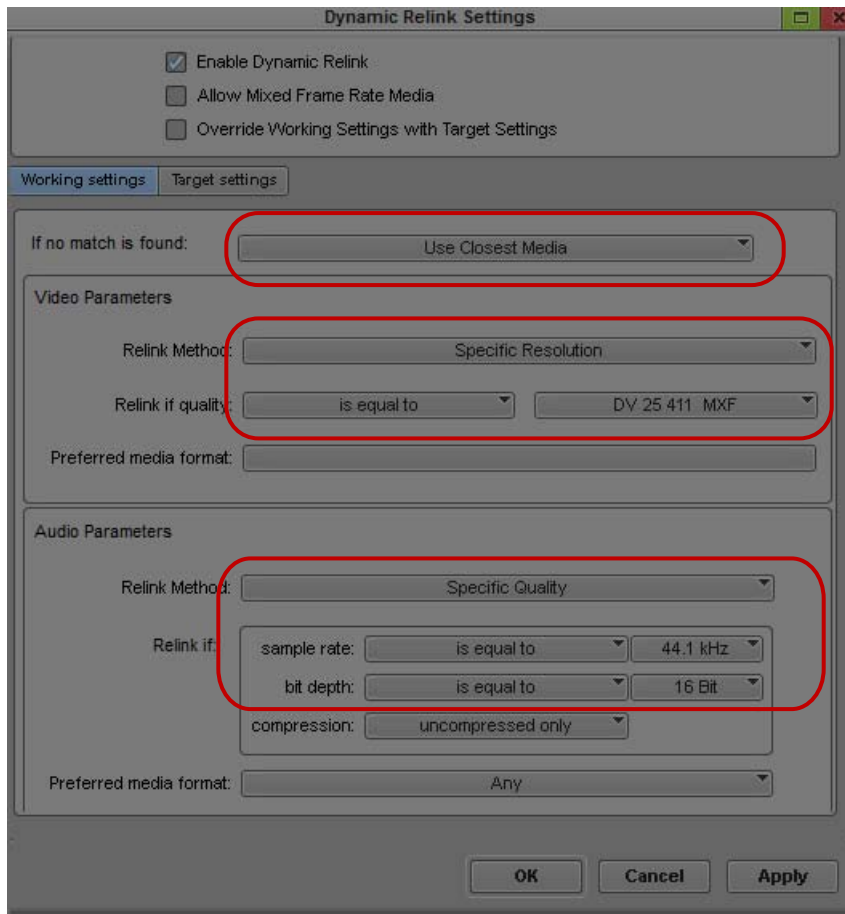 Dynamic Relink Settings
Enable Dynamic Relink
Allow Mixed Frame Rate Media
Override Working Settings with Target Settings
Working settings Target settings
If no match is found: Use Closest Media
Video Parameters
Relink Method: Specific Resolution
Relink if quality: is equal to DV 25 411 MXF
Preferred media format:
Audio Parameters
Relink Method: Specific Quality
Relink if: sample rate: is equal to 44.1 kHz
bit depth: is equal to 16 Bit
compression: uncompressed only
Preferred media format: Any
OK Cancel Apply